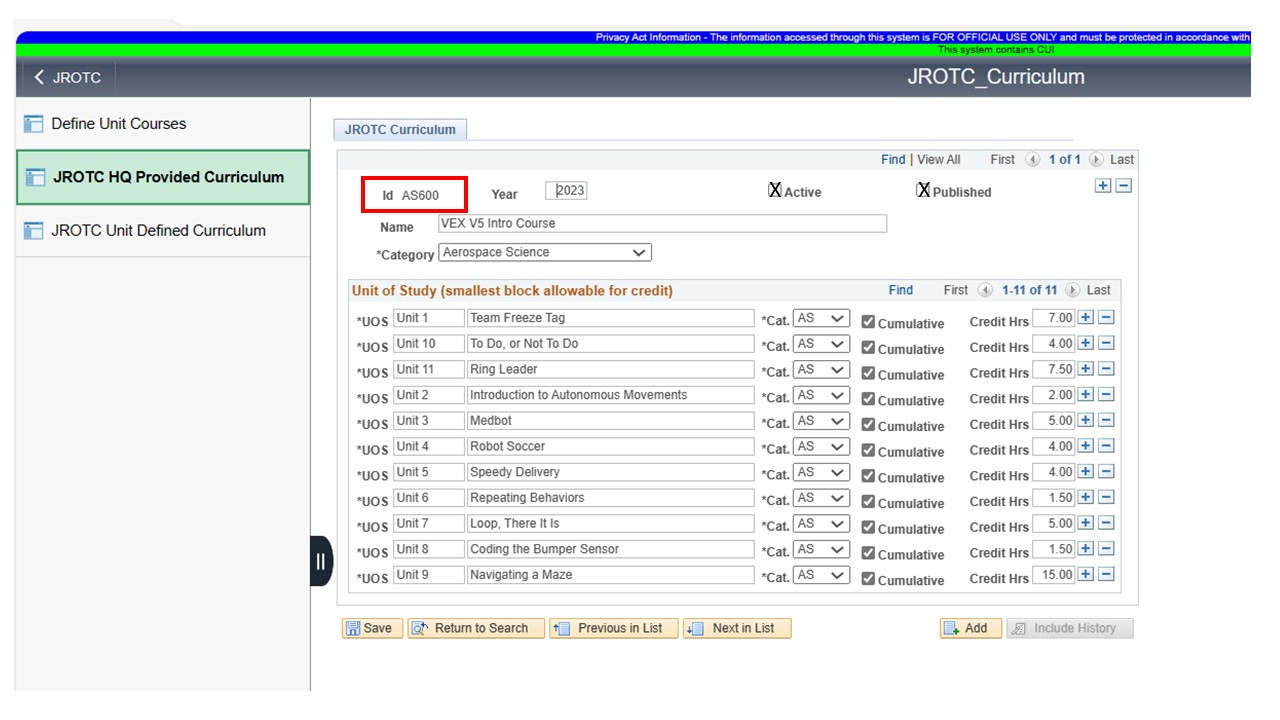 Privacy Act Information - The information accessed through this system is FOR OFFICIAL USE ONLY and must be protected in accordance with
This system contains CUI
JROTC
JROTC_Curriculum
Define Unit Courses
JROTC HQ Provided Curriculum
JROTC Unit Defined Curriculum
JROTC Curriculum
Find | View All First 1 of 1 Last
Id AS600 Year 2023 X Active X Published
Name VEX V5 Intro Course
*Category Aerospace Science
Unit of Study (smallest block allowable for credit) Find First 1-11 of 11 Last
*UOS Unit 1 Team Freeze Tag *Cat. AS Cumulative Credit Hrs 7.00
*UOS Unit 10 To Do, or Not To Do *Cat. AS Cumulative Credit Hrs 4.00
*UOS Unit 11 Ring Leader *Cat. AS Cumulative Credit Hrs 7.50
*UOS Unit 2 Introduction to Autonomous Movements *Cat. AS Cumulative Credit Hrs 2.00
*UOS Unit 3 Medbot *Cat. AS Cumulative Credit Hrs 5.00
*UOS Unit 4 Robot Soccer *Cat. AS Cumulative Credit Hrs 4.00
*UOS Unit 5 Speedy Delivery *Cat. AS Cumulative Credit Hrs 4.00
*UOS Unit 6 Repeating Behaviors *Cat. AS Cumulative Credit Hrs 1.50
*UOS Unit 7 Loop, There It Is *Cat. AS Cumulative Credit Hrs 5.00
*UOS Unit 8 Coding the Bumper Sensor *Cat. AS Cumulative Credit Hrs 1.50
*UOS Unit 9 Navigating a Maze *Cat. AS Cumulative Credit Hrs 15.00
Save Return to Search Previous in List Next in List Add Include History